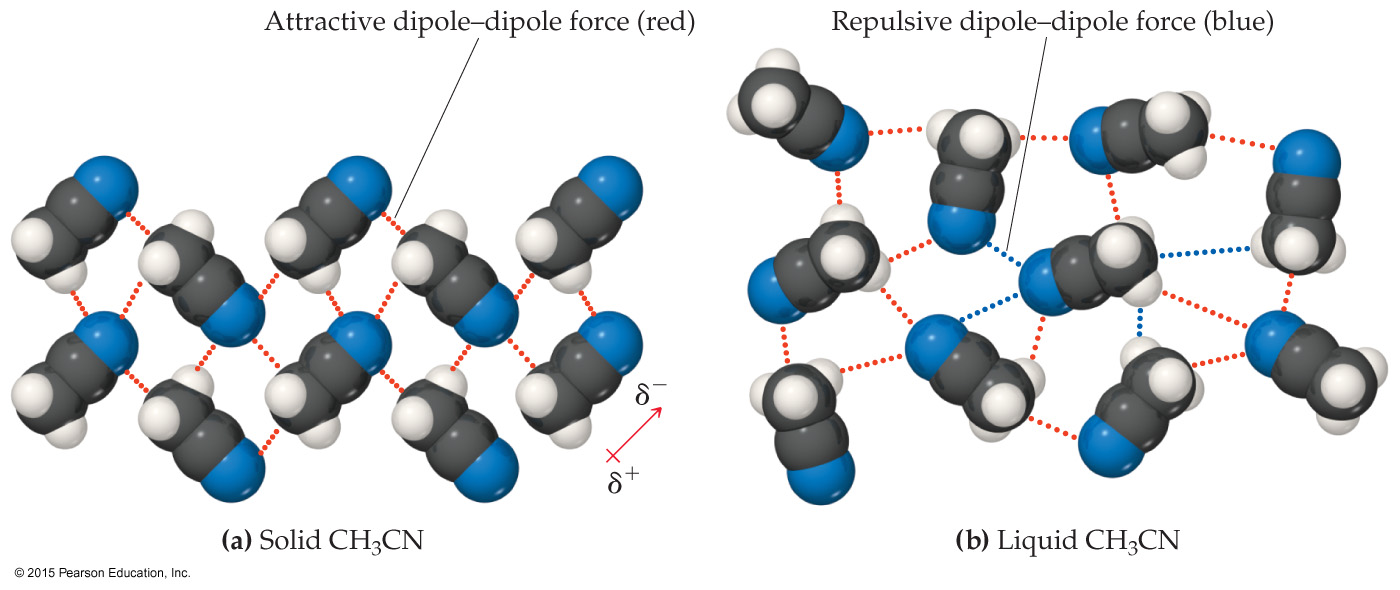 Attractive dipole–dipole force (red)
Repulsive dipole–dipole force (blue)
δ−
δ+
(a) Solid CH₃CN
(b) Liquid CH₃CN
© 2015 Pearson Education, Inc.